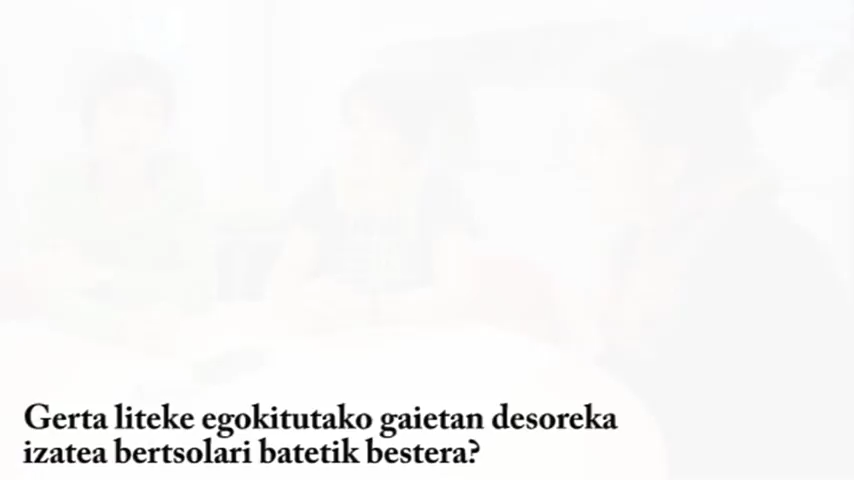 Gerta liteke egokitutako gaietan desoreka
izatea bertsolari batetik bestera?